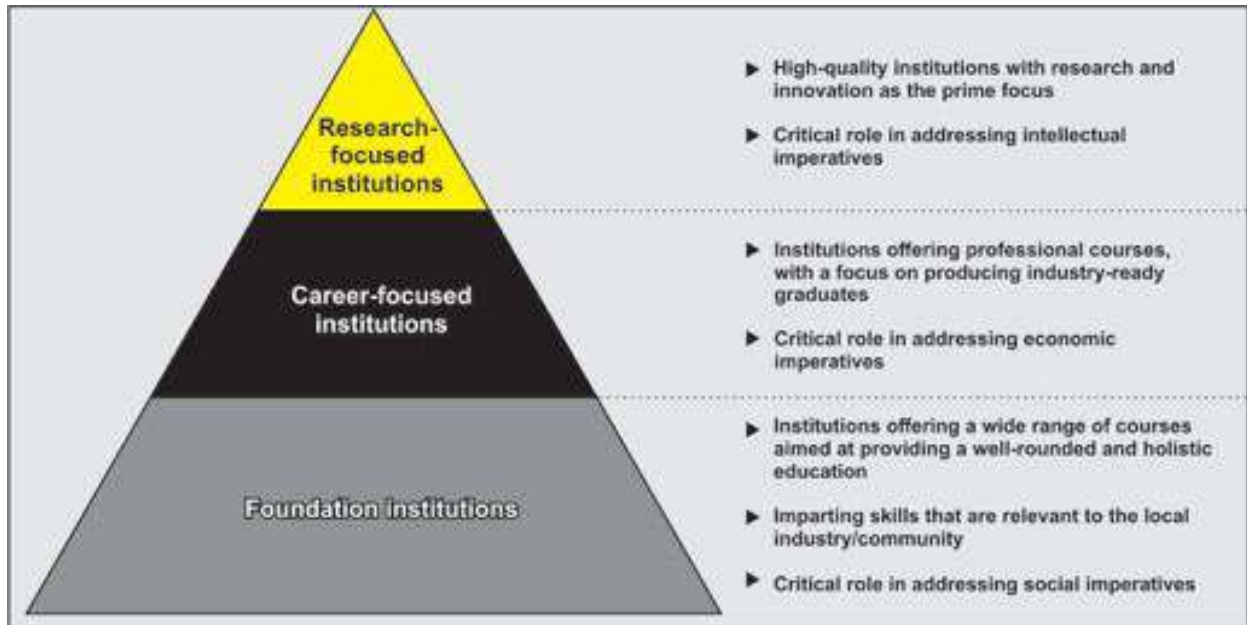 Research-
focused
institutions
► High-quality institutions with research and
innovation as the prime focus
► Critical role in addressing intellectual
imperatives
Career-focused
institutions
► Institutions offering professional courses,
with a focus on producing industry-ready
graduates
► Critical role in addressing economic
imperatives
Foundation institutions
► Institutions offering a wide range of courses
aimed at providing a well-rounded and holistic
education
► Imparting skills that are relevant to the local
industry/community
► Critical role in addressing social imperatives